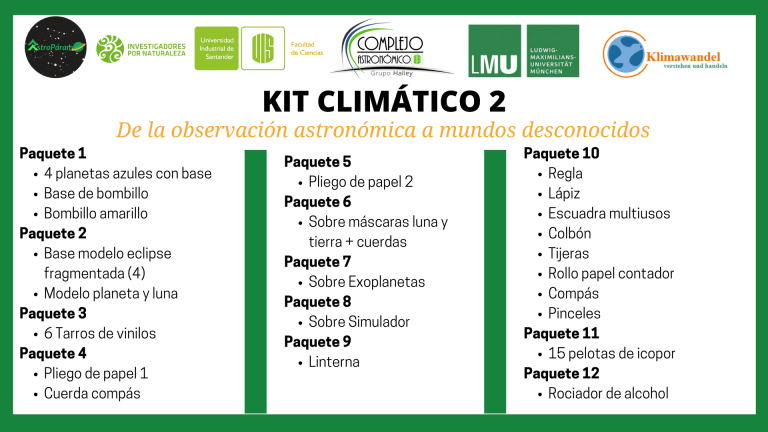 AstroPáramo
INVESTIGADORES
POR NATURALEZA
Universidad
Industrial de
Santander
UIS
Facultad
de Ciencias
COMPLEJO
ASTRONÓMICO
Grupo Halley
LMU
LUDWIG-
MAXIMILIANS-
UNIVERSITÄT
MÜNCHEN
Klimawandel
verstehen und handeln
KIT CLIMÁTICO 2
De la observación astronómica a mundos desconocidos
Paquete 1
• 4 planetas azules con base
• Base de bombillo
• Bombillo amarillo
Paquete 2
• Base modelo eclipse
fragmentada (4)
• Modelo planeta y luna
Paquete 3
• 6 Tarros de vinilos
Paquete 4
• Pliego de papel 1
• Cuerda compás
Paquete 5
• Pliego de papel 2
Paquete 6
• Sobre máscaras luna y
tierra + cuerdas
Paquete 7
• Sobre Exoplanetas
Paquete 8
• Sobre Simulador
Paquete 9
• Linterna
Paquete 10
• Regla
• Lápiz
• Escuadra multiusos
• Colbón
• Tijeras
• Rollo papel contador
• Compás
• Pinceles
Paquete 11
• 15 pelotas de icopor
Paquete 12
• Rociador de alcohol